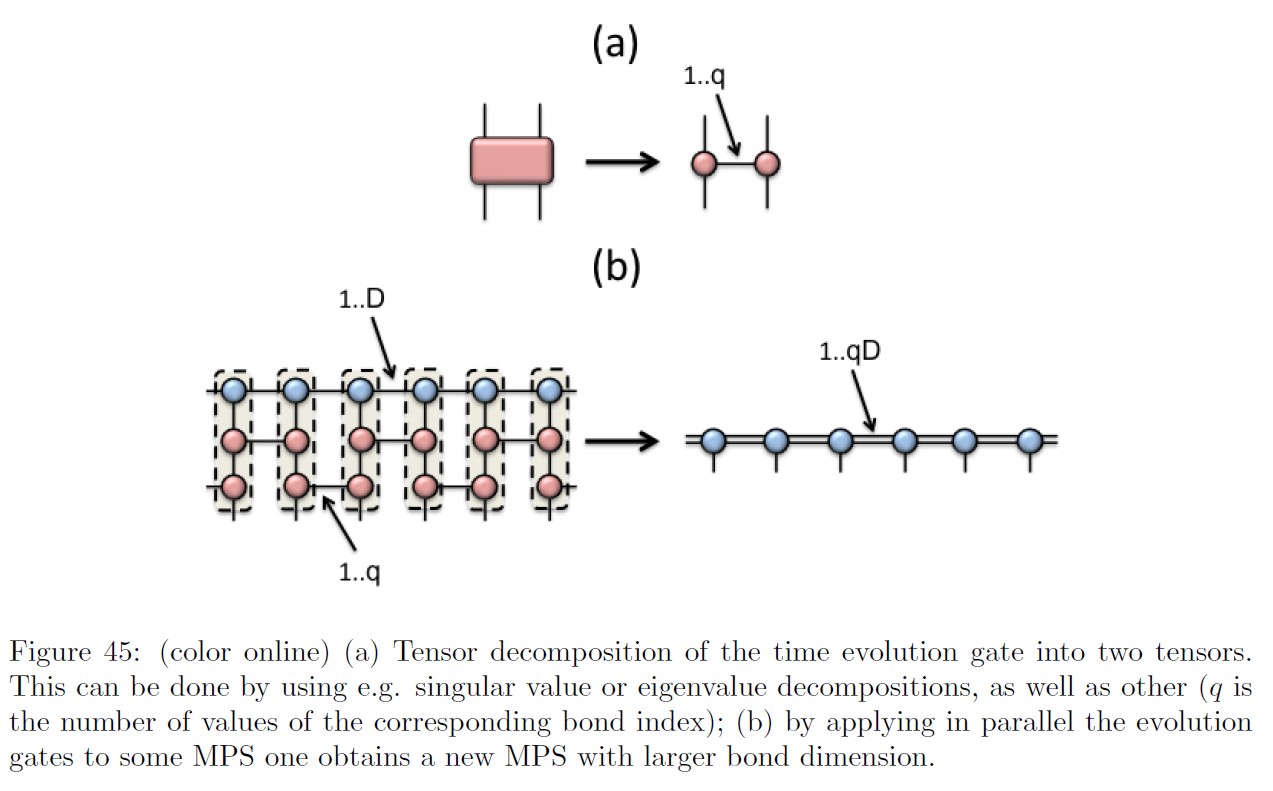 (a)
1..q
(b)
1..D
1..qD
1..q
Figure 45: (color online) (a) Tensor decomposition of the time evolution gate into two tensors.
This can be done by using e.g. singular value or eigenvalue decompositions, as well as other (q is
the number of values of the corresponding bond index); (b) by applying in parallel the evolution
gates to some MPS one obtains a new MPS with larger bond dimension.